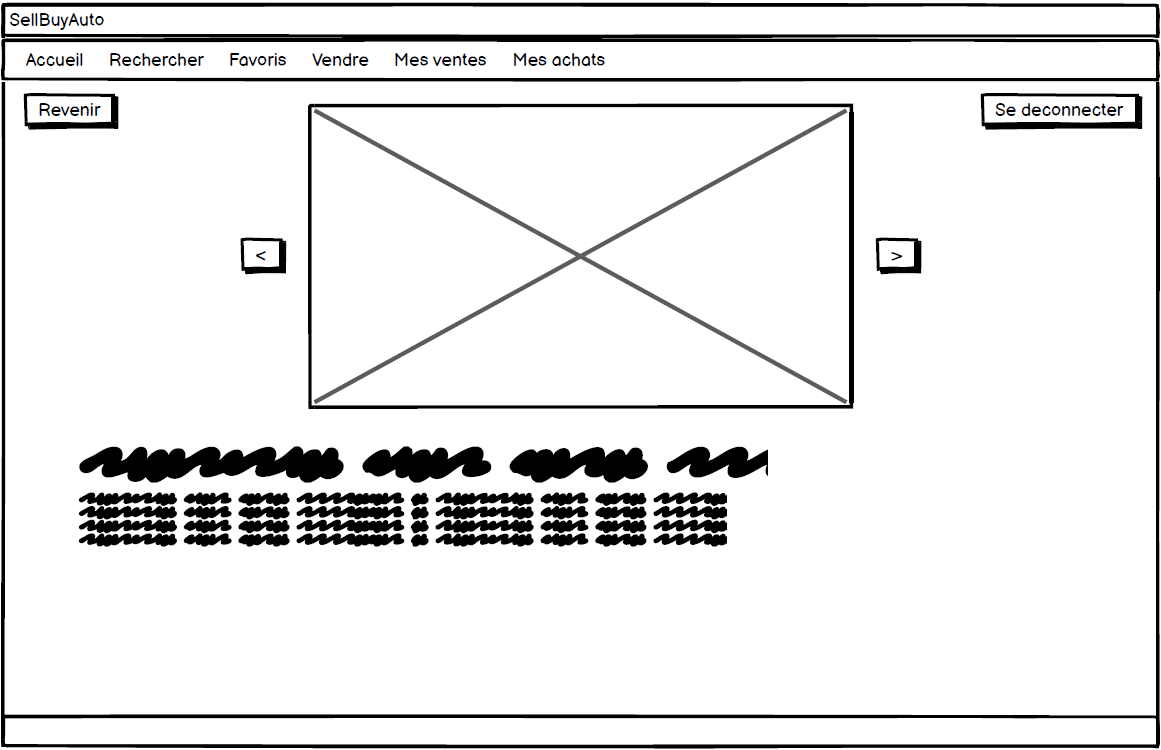 SellBuyAuto
Accueil Rechercher Favoris Vendre Mes ventes Mes achats
Revenir Se deconnecter
< >